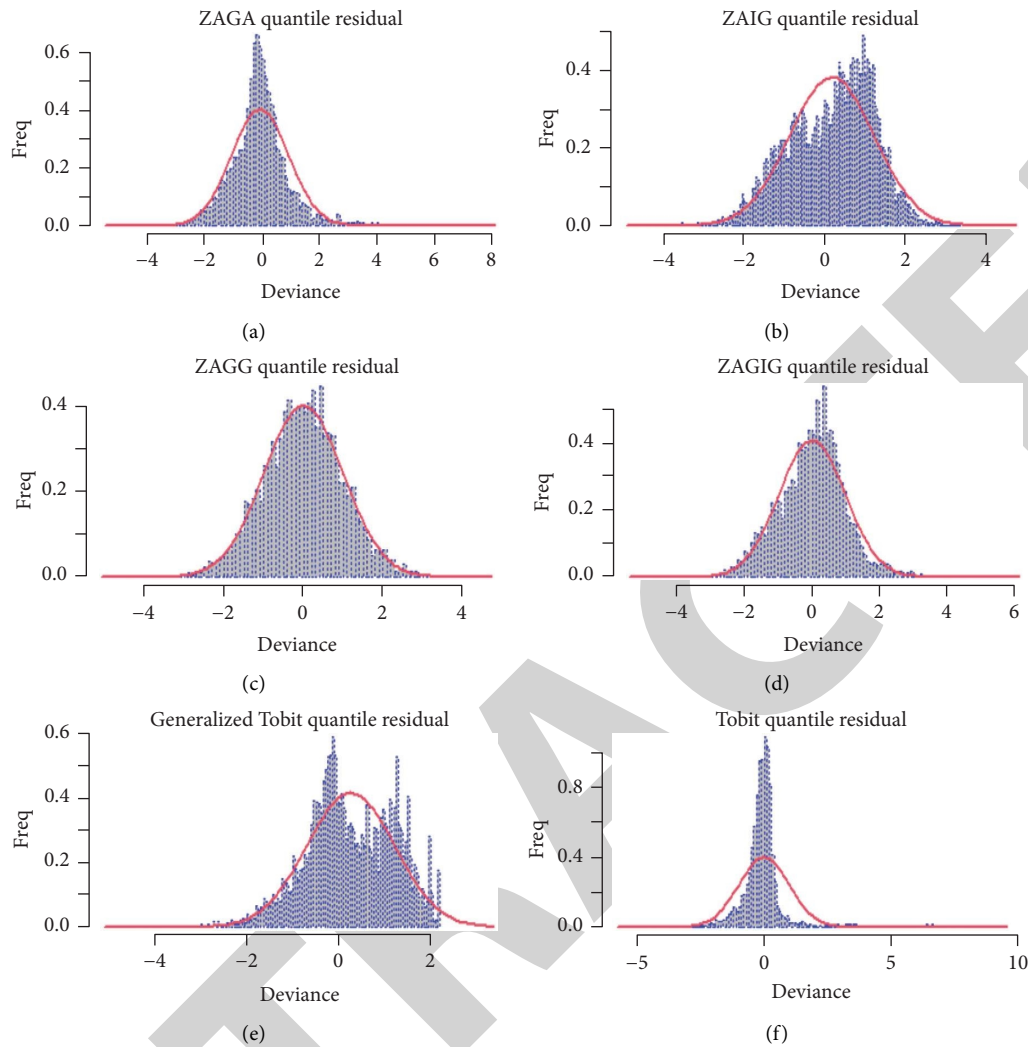 ZAGA quantile residual
0.6
0.4
0.2
0.0
Freq
−4 −2 0 2 4 6 8
Deviance
(a)
ZAIG quantile residual
0.4
0.2
0.0
Freq
−4 −2 0 2 4
Deviance
(b)
ZAGG quantile residual
0.4
0.2
0.0
Freq
−4 −2 0 2 4
Deviance
(c)
ZAGIG quantile residual
0.4
0.2
0.0
Freq
−4 −2 0 2 4 6
Deviance
(d)
Generalized Tobit quantile residual
0.6
0.4
0.2
0.0
Freq
−4 −2 0 2
Deviance
(e)
Tobit quantile residual
0.8
0.4
0.0
Freq
−5 0 5 10
Deviance
(f)